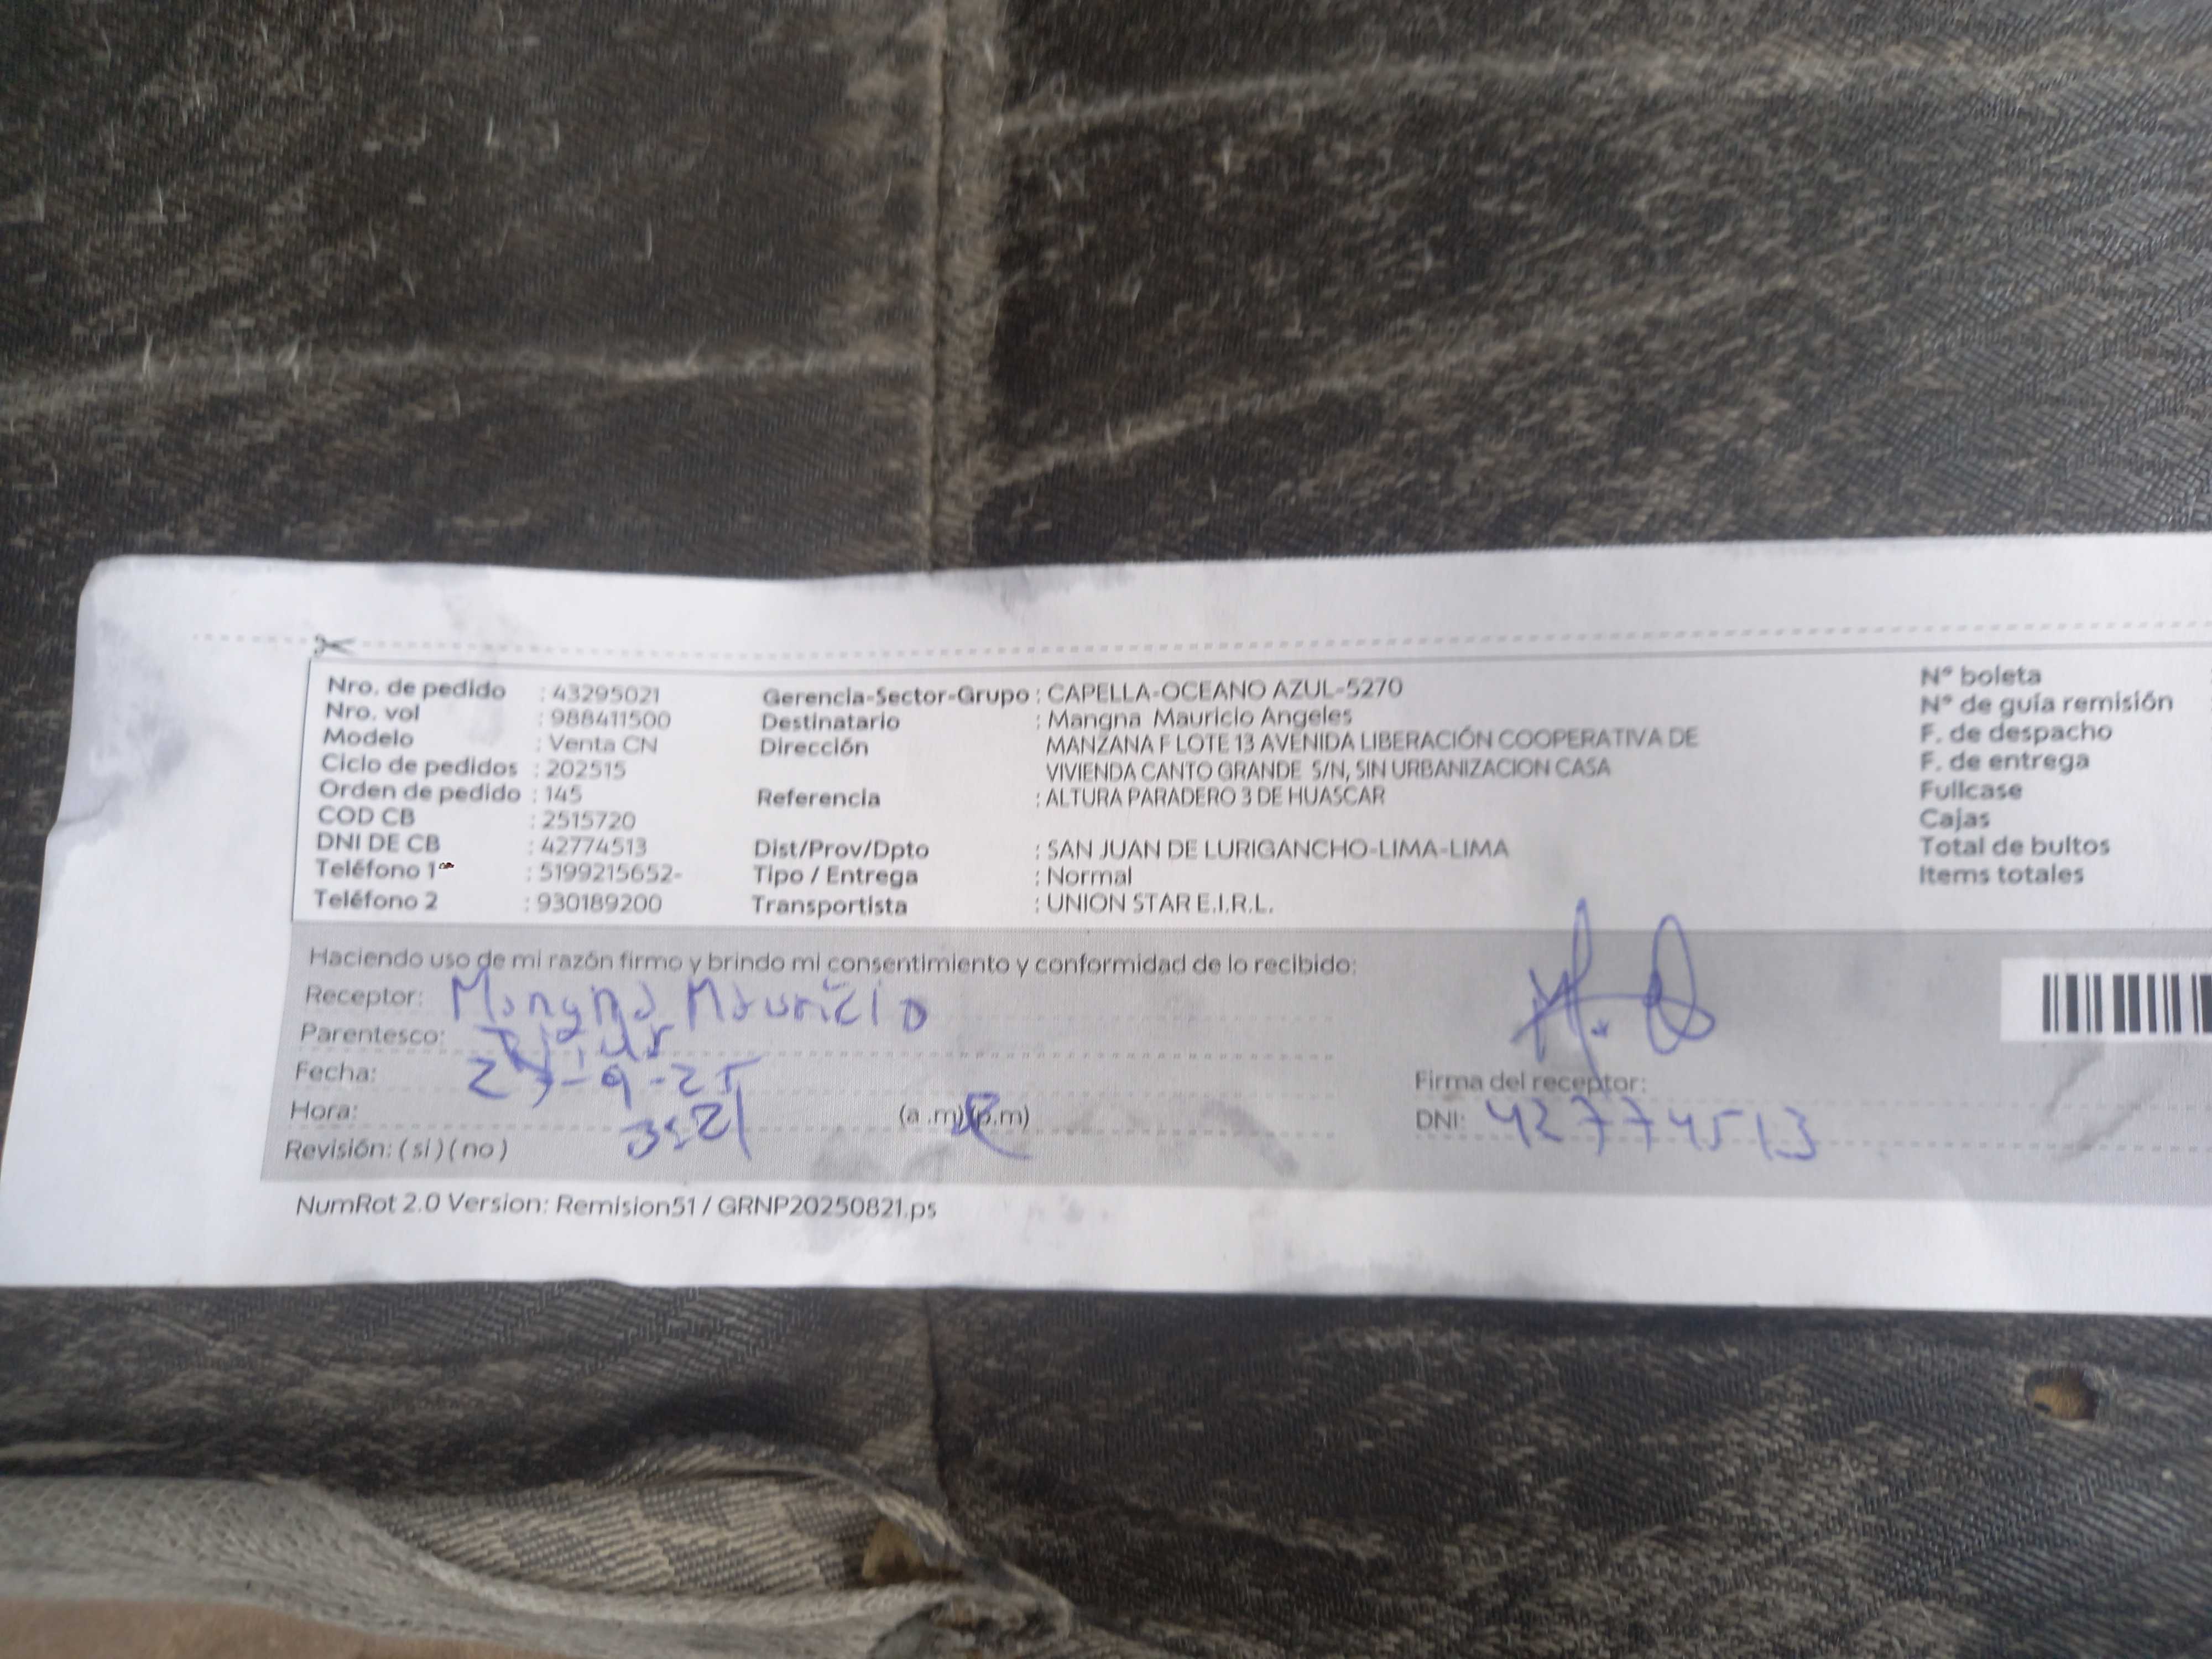 Nro. de pedido : 43295021
Nro. vol : 988411500
Modelo : Venta CN
Ciclo de pedidos : 202515
Orden de pedido : 145
COD CB : 2515720
DNI DE CB : 42774513
Teléfono 1 : 5199215652-
Teléfono 2 : 930189200
Gerencia-Sector-Grupo : CAPELLA-OCEANO AZUL-5270
Destinatario : Mangna Mauricio Angeles
Dirección : MANZANA F LOTE 13 AVENIDA LIBERACIÓN COOPERATIVA DE
VIVIENDA CANTO GRANDE S/N, SIN URBANIZACION CASA
Referencia : ALTURA PARADERO 3 DE HUASCAR
Dist/Prov/Dpto : SAN JUAN DE LURIGANCHO-LIMA-LIMA
Tipo / Entrega : Normal
Transportista : UNION STAR E.I.R.L.
N° boleta
N° de guía remisión
F. de despacho
F. de entrega
Fullcase
Cajas
Total de bultos
Items totales
Haciendo uso de mi razón firmo y brindo mi consentimiento y conformidad de lo recibido:
Receptor: Mangna Mauricio
Parentesco:
Fecha: 27-9-25
Hora: 3:21 (a .m) (p.m)
Revisión: ( si ) ( no )
Firma del receptor:
DNI: 42774513
NumRot 2.0 Version: Remision51 / GRNP20250821.ps